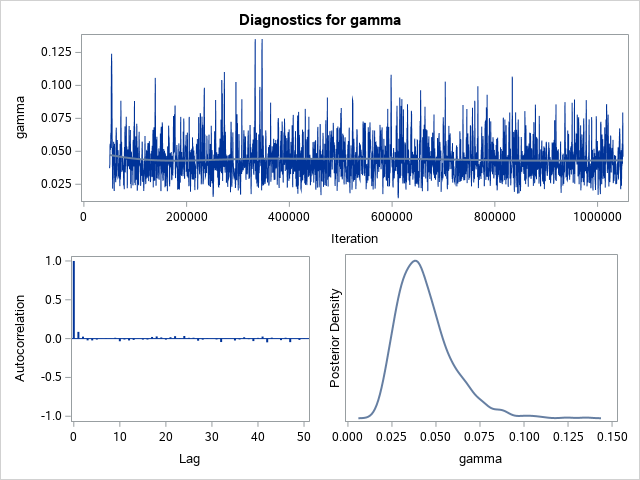 Diagnostics for gamma
0.125
0.100
0.075
0.050
0.025
gamma
0 200000 400000 600000 800000 1000000
Iteration
1.0
0.5
0.0
-0.5
-1.0
Autocorrelation
0 10 20 30 40 50
Lag
Posterior Density
0.000 0.025 0.050 0.075 0.100 0.125 0.150
gamma